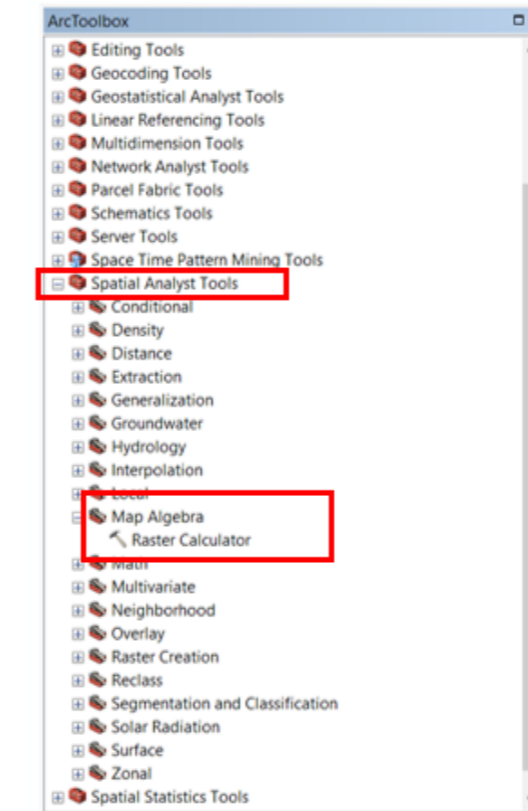 ArcToolbox
Editing Tools
Geocoding Tools
Geostatistical Analyst Tools
Linear Referencing Tools
Multidimension Tools
Network Analyst Tools
Parcel Fabric Tools
Schematics Tools
Server Tools
Space Time Pattern Mining Tools
Spatial Analyst Tools
Conditional
Density
Distance
Extraction
Generalization
Groundwater
Hydrology
Interpolation
Local
Map Algebra
Raster Calculator
Math
Multivariate
Neighborhood
Overlay
Raster Creation
Reclass
Segmentation and Classification
Solar Radiation
Surface
Zonal
Spatial Statistics Tools